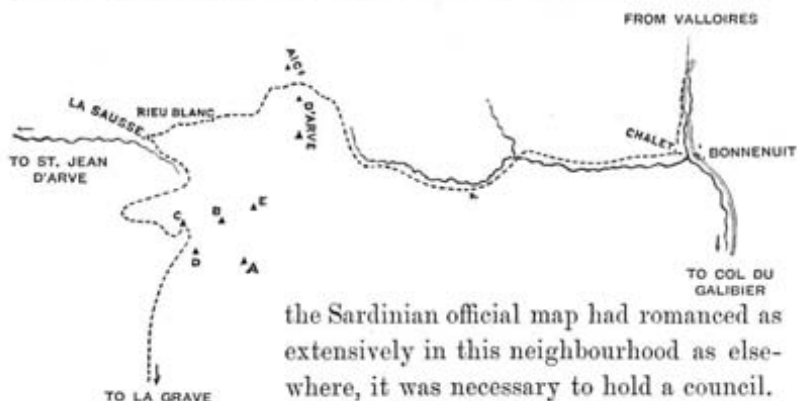 FROM VALLOIRES
AIGS
D'ARVE
LA SAUSSE
RIEU BLANC
CHALET
BONNENUIT
TO ST. JEAN
D'ARVE
C
B
E
D
A
TO COL DU
GALIBIER
the Sardinian official map had romanced as
extensively in this neighbourhood as else-
where, it was necessary to hold a council.
TO LA GRAVE